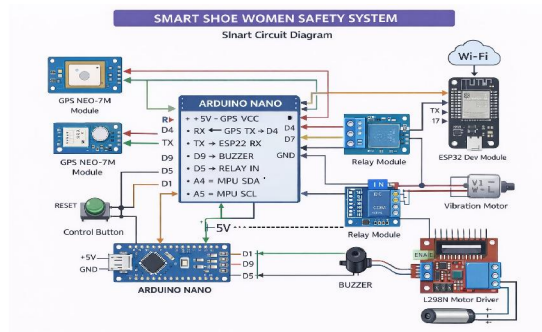 SMART SHOE WOMEN SAFETY SYSTEM
SInart Circuit Diagram
Wi-Fi
GPS NEO-7M
Module
ARDUINO NANO
+ +5V - GPS VCC
• RX ← GPS TX → D4
• TX → ESP22 RX
• D9 → BUZZER
• D5 → RELAY IN '
• A4 = MPU SDA '
• A5 = MPU SCL
R
D4
TX
D9
D5
D1
D4
D7
GND
Relay Module
TX
17
ESP32 Dev Module
GPS NEO-7M
Module
RESET
Control Button
IN
Relay Module
Vibration Motor
5V
+5V
GND
ARDUINO NANO
D1
D9
D5
BUZZER
L298N Motor Driver